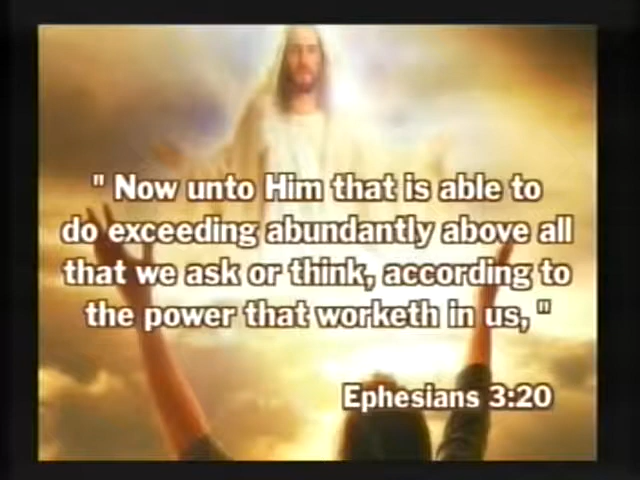 " Now unto Him that is able to
do exceeding abundantly above all
that we ask or think, according to
the power that worketh in us, "
Ephesians 3:20